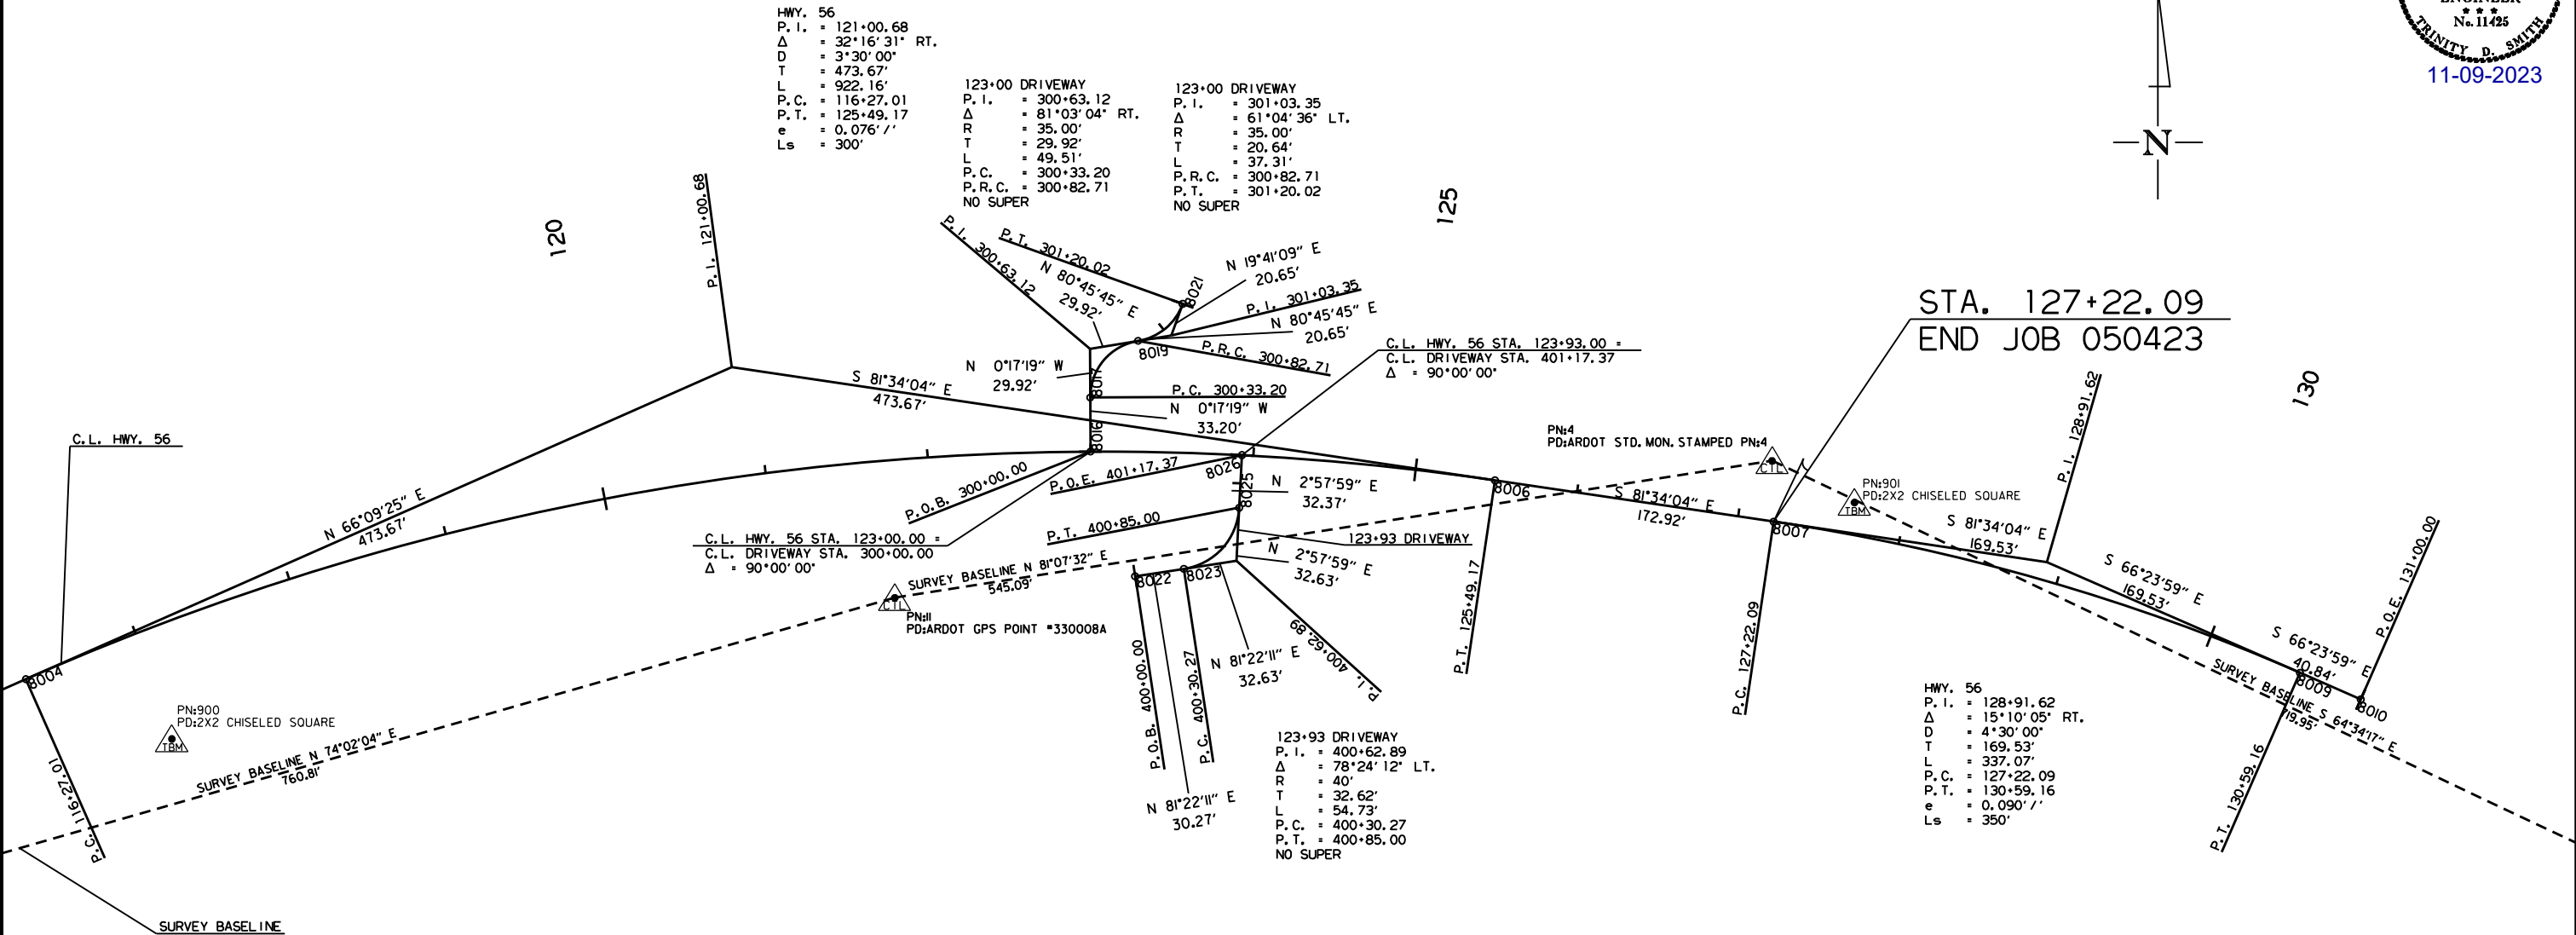 HWY. 56
P.I. = 121+00.68
Δ = 32°16'31" RT.
D = 3°30'00"
T = 473.67'
L = 922.16'
P.C. = 116+27.01
P.T. = 125+49.17
e = 0.076'/'
Ls = 300'
123+00 DRIVEWAY
P.I. = 300+63.12
Δ = 81°03'04" RT.
R = 35.00'
T = 29.92'
L = 49.51'
P.C. = 300+33.20
P.R.C. = 300+82.71
NO SUPER
123+00 DRIVEWAY
P.I. = 301+03.35
Δ = 61°04'36" LT.
R = 35.00'
T = 20.64'
L = 37.31'
P.R.C. = 300+82.71
P.T. = 301+20.02
NO SUPER
No. 11425
TRINITY D. SMITH
11-09-2023
N
120
125
130
P.I. 121+00.68
P.I. 300+63.12
P.T. 301+20.02
N 80°45'45" E
29.92'
8021
N 19°41'09" E
20.65'
P.I. 301+03.35
N 80°45'45" E
20.65'
8019
P.R.C. 300+82.71
N 0°17'19" W
29.92'
8017
P.C. 300+33.20
N 0°17'19" W
33.20'
8016
C.L. HWY. 56 STA. 123+93.00 =
C.L. DRIVEWAY STA. 401+17.37
Δ = 90°00'00"
STA. 127+22.09
END JOB 050423
S 81°34'04" E
473.67'
C.L. HWY. 56
N 66°09'25" E
473.67'
P.O.B. 300+00.00
P.O.E. 401+17.37
8026
8025
N 2°57'59" E
32.37'
P.T. 400+85.00
C.L. HWY. 56 STA. 123+00.00 =
C.L. DRIVEWAY STA. 300+00.00
Δ = 90°00'00"
123+93 DRIVEWAY
N 2°57'59" E
32.63'
SURVEY BASELINE N 81°07'32" E
545.09'
CTL
PN:11
PD:ARDOT GPS POINT #330008A
8022
8023
P.O.B. 400+00.00
P.C. 400+30.27
N 81°22'11" E
32.63'
P.I. 400+62.89
N 81°22'11" E
30.27'
PN:4
PD:ARDOT STD. MON. STAMPED PN:4
CTL
PN:901
PD:2X2 CHISELED SQUARE
TBM
8006
S 81°34'04" E
172.92'
8007
S 81°34'04" E
169.53'
P.I. 128+91.62
S 66°23'59" E
169.53'
P.O.E. 131+00.00
S 66°23'59" E
40.84'
8009
8010
SURVEY BASELINE S 64°34'17" E
P.T. 125+49.17
P.C. 127+22.09
P.T. 130+59.16
8004
PN:900
PD:2X2 CHISELED SQUARE
TBM
P.C. 116+27.01
SURVEY BASELINE N 74°02'04" E
760.81'
SURVEY BASELINE
123+93 DRIVEWAY
P.I. = 400+62.89
Δ = 78°24'12" LT.
R = 40'
T = 32.62'
L = 54.73'
P.C. = 400+30.27
P.T. = 400+85.00
NO SUPER
HWY. 56
P.I. = 128+91.62
Δ = 15°10'05" RT.
D = 4°30'00"
T = 169.53'
L = 337.07'
P.C. = 127+22.09
P.T. = 130+59.16
e = 0.090'/'
Ls = 350'